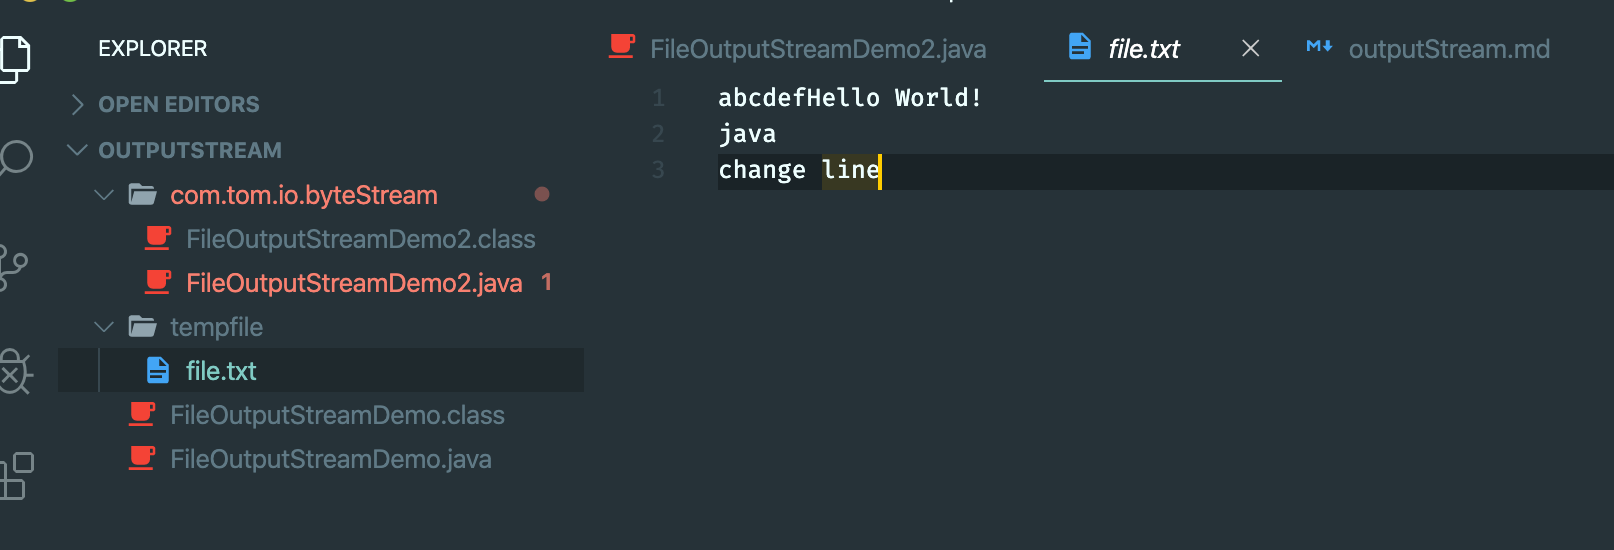 EXPLORER
OPEN EDITORS
OUTPUTSTREAM
com.tom.io.byteStream
FileOutputStreamDemo2.class
FileOutputStreamDemo2.java 1
tempfile
file.txt
FileOutputStreamDemo.class
FileOutputStreamDemo.java
FileOutputStreamDemo2.java file.txt outputStream.md
1 abcdefHello World!
2 java
3 change line